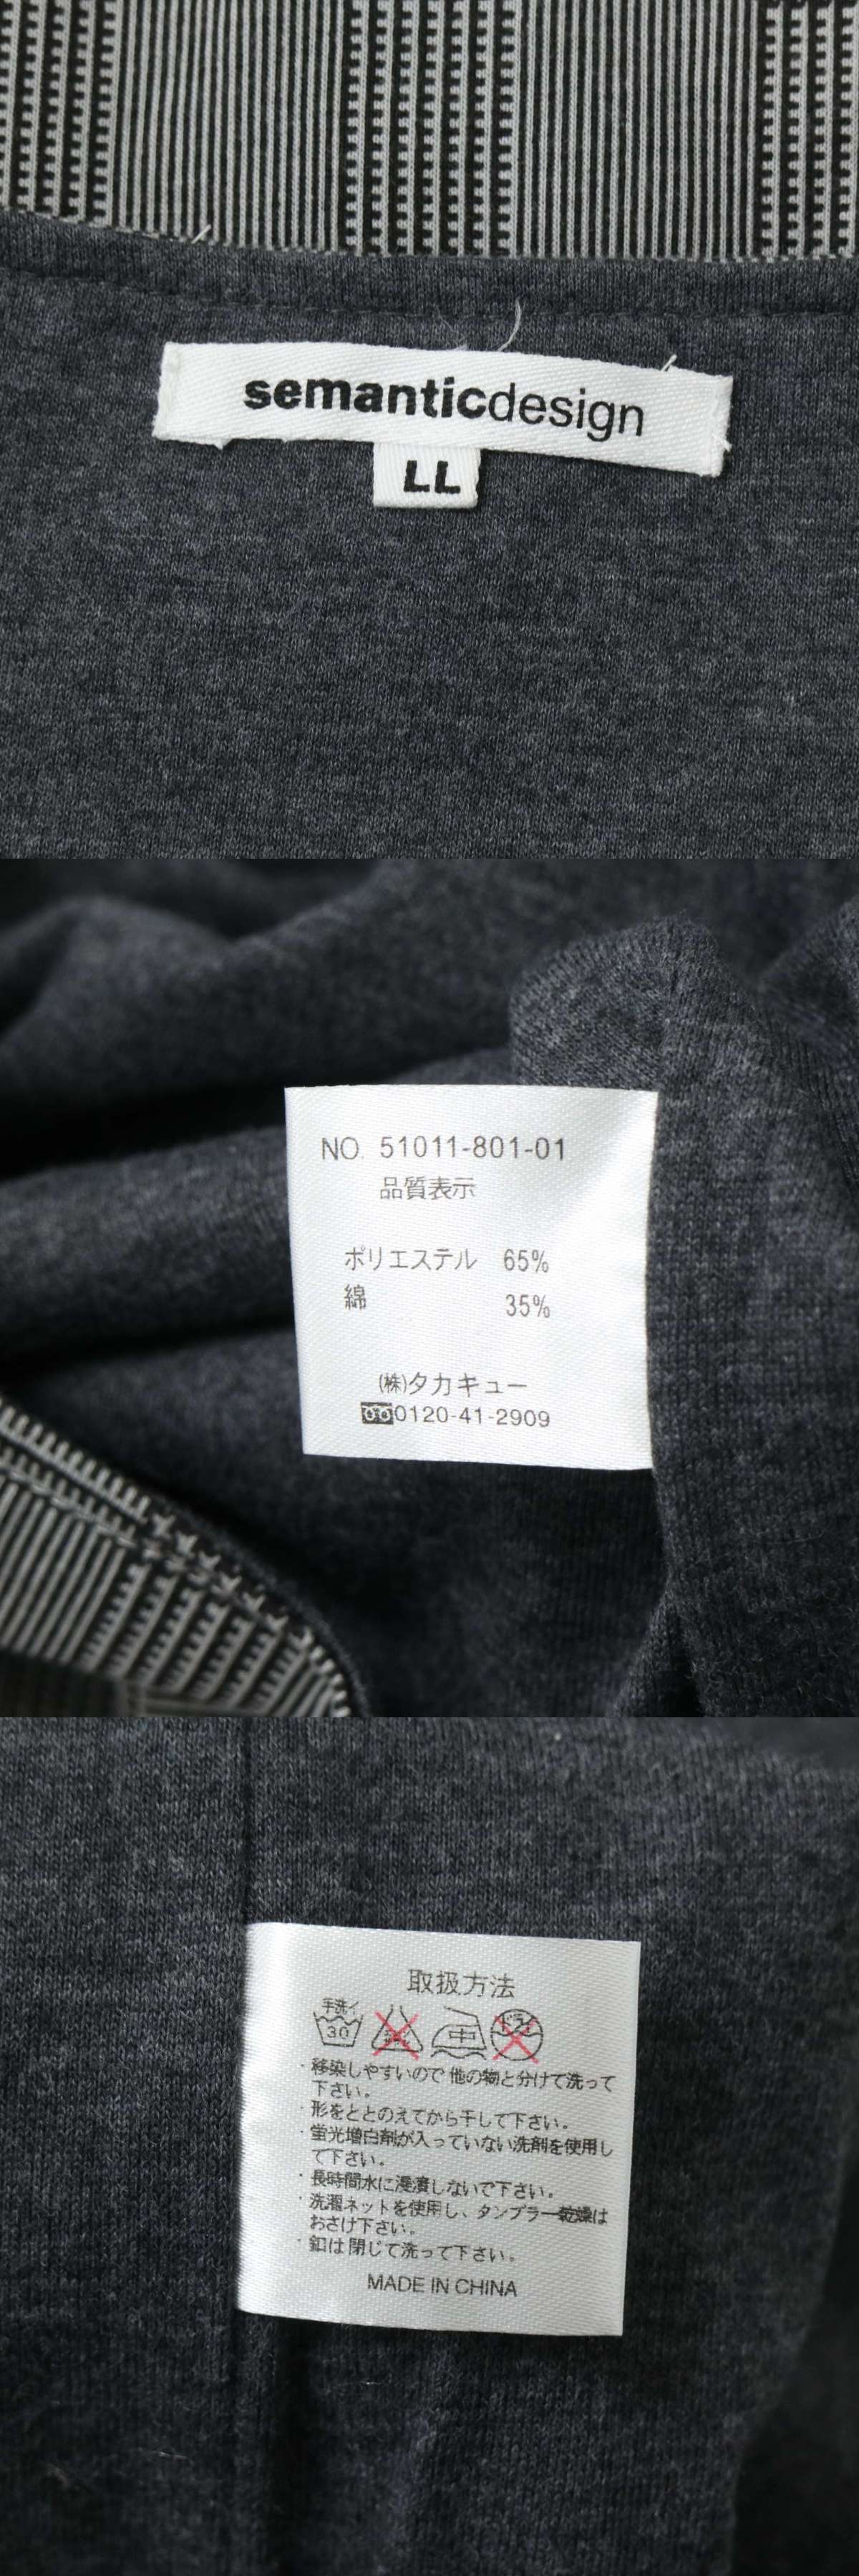 semanticdesign
LL
NO. 51011-801-01
品質表示
ポリエステル 65%
綿 35%
(株)タカキュー
0120-41-2909
取扱方法
手洗イ
30
中
ドライ
・移染しやすいので他の物と分けて洗って
下さい。
・形をととのえてから干して下さい。
・蛍光増白剤が入っていない洗剤を使用し
て下さい。
・長時間水に浸漬しないで下さい。
・洗濯ネットを使用し、タンブラー乾燥は
おさけ下さい。
・釦は閉じて洗って下さい。
MADE IN CHINA